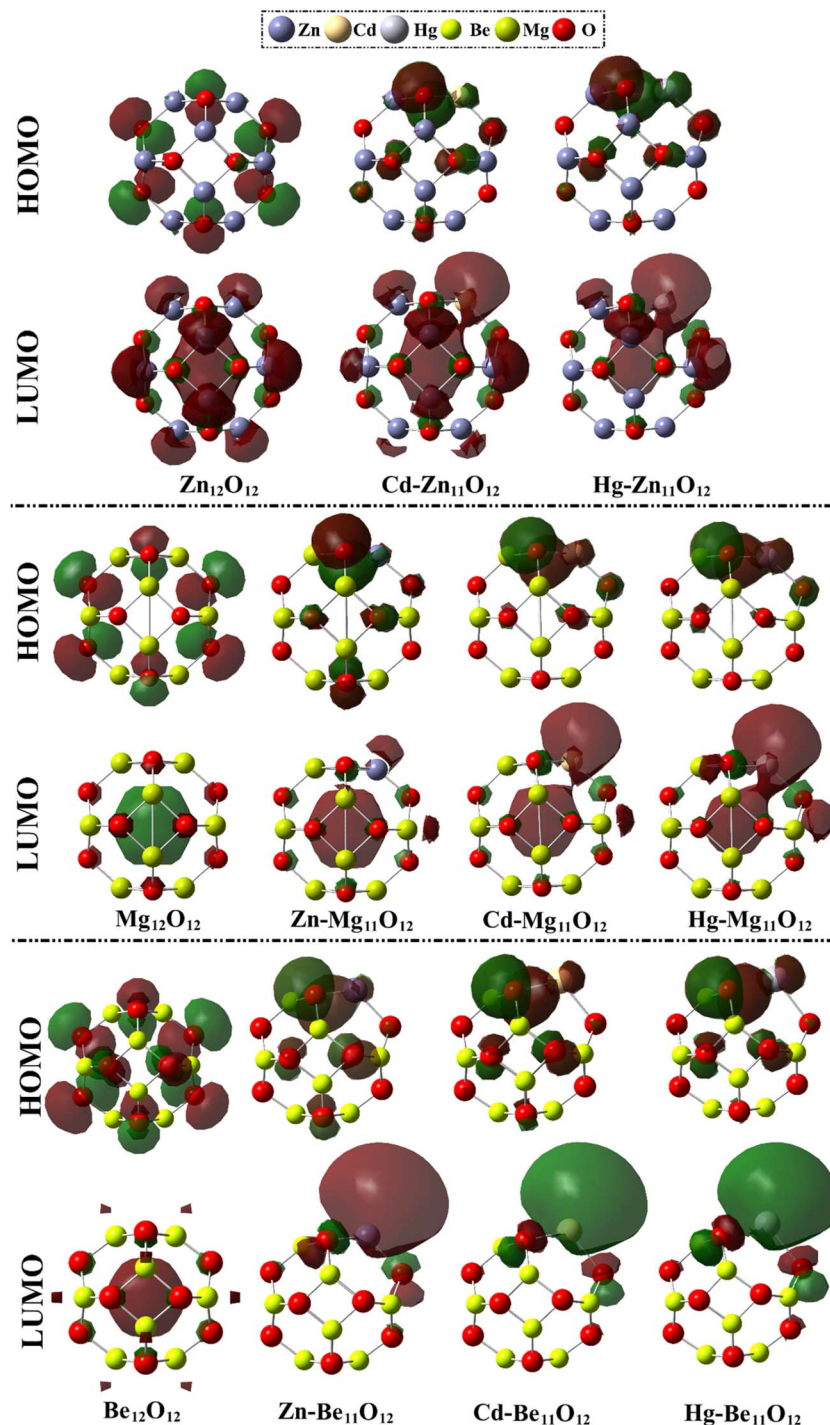 Zn Cd Hg Be Mg O
HOMO
LUMO
Zn₁₂O₁₂ Cd-Zn₁₁O₁₂ Hg-Zn₁₁O₁₂
HOMO
LUMO
Mg₁₂O₁₂ Zn-Mg₁₁O₁₂ Cd-Mg₁₁O₁₂ Hg-Mg₁₁O₁₂
HOMO
LUMO
Be₁₂O₁₂ Zn-Be₁₁O₁₂ Cd-Be₁₁O₁₂ Hg-Be₁₁O₁₂